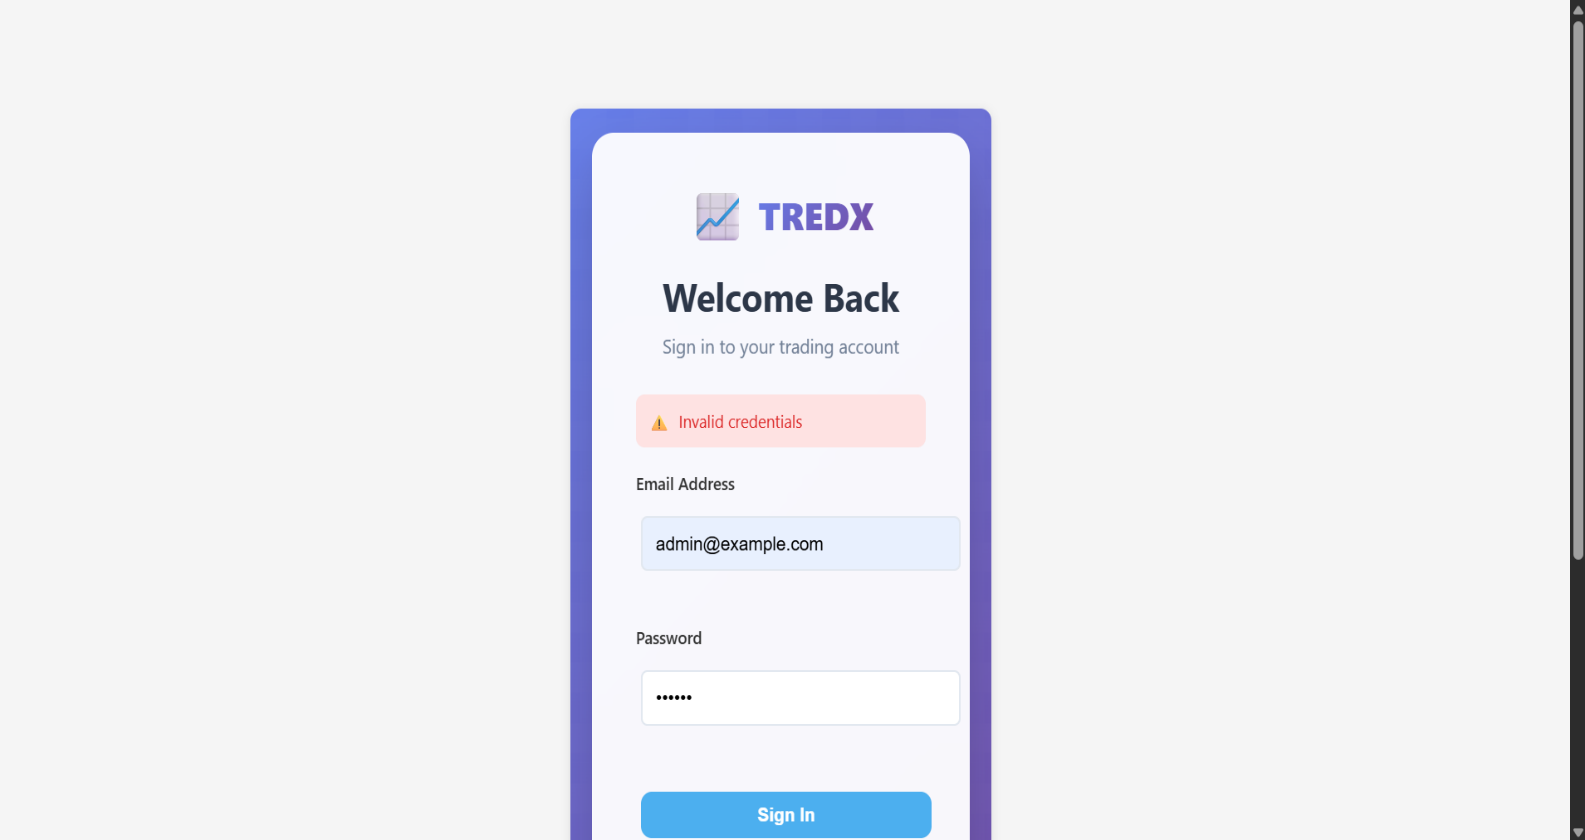 TREDX
Welcome Back
Sign in to your trading account
Invalid credentials
Email Address
admin@example.com
Password
••••••
Sign In